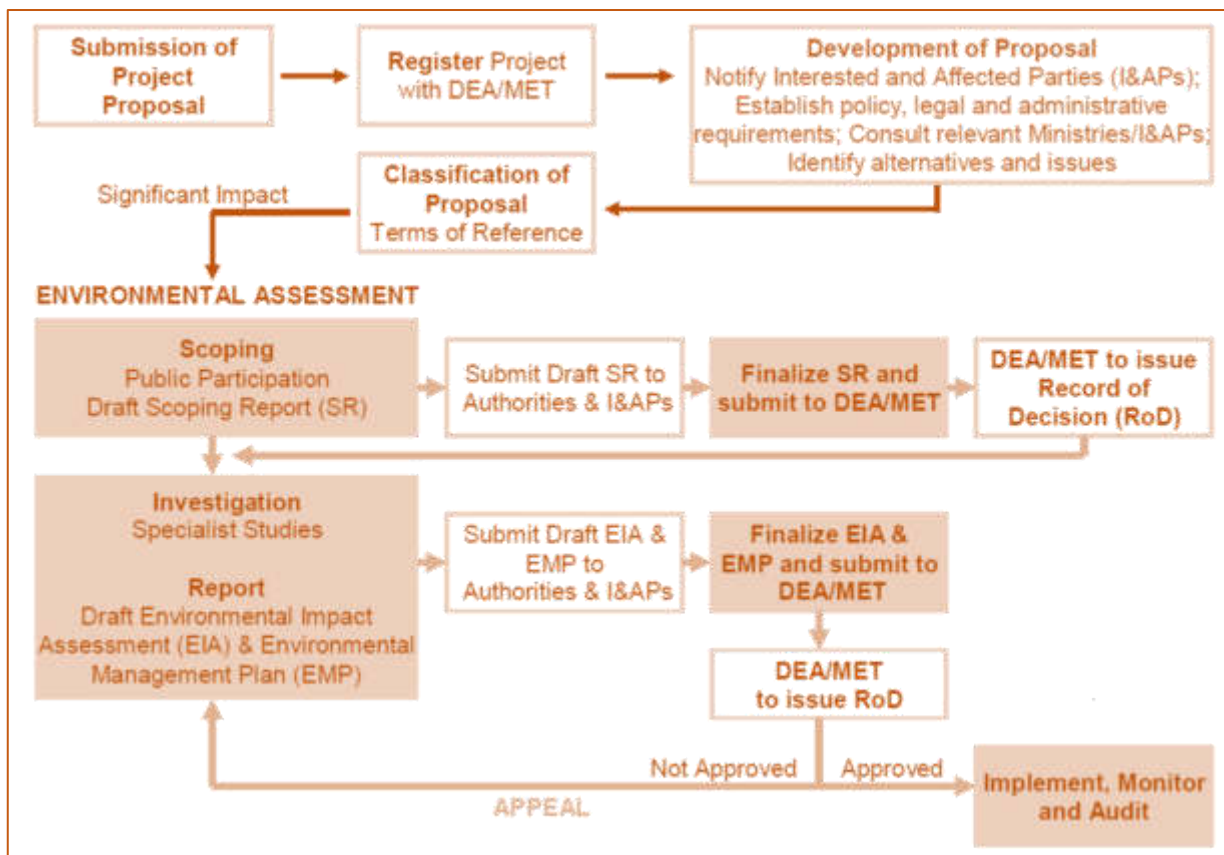 Submission of
Project
Proposal
Register Project
with DEA/MET
Development of Proposal
Notify Interested and Affected Parties (I&APs);
Establish policy, legal and administrative
requirements; Consult relevant Ministries/I&APs;
Identify alternatives and issues
Classification of
Proposal
Terms of Reference
Significant Impact
ENVIRONMENTAL ASSESSMENT
Scoping
Public Participation
Draft Scoping Report (SR)
Submit Draft SR to
Authorities & I&APs
Finalize SR and
submit to DEA/MET
DEA/MET to issue
Record of
Decision (RoD)
Investigation
Specialist Studies
Report
Draft Environmental Impact
Assessment (EIA) & Environmental
Management Plan (EMP)
Submit Draft EIA &
EMP to
Authorities & I&APs
Finalize EIA &
EMP and submit to
DEA/MET
DEA/MET
to issue RoD
Not Approved
Approved
APPEAL
Implement, Monitor
and Audit